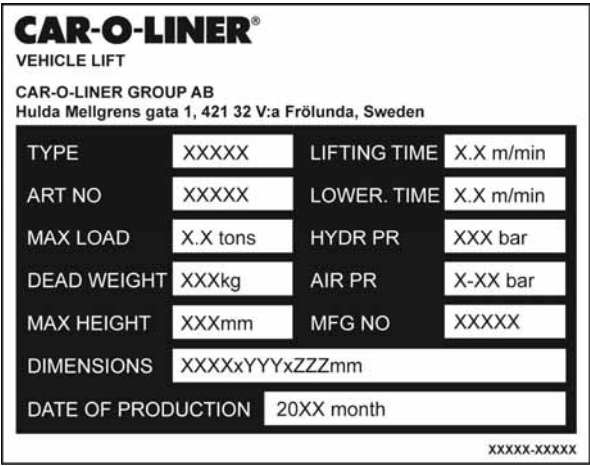 CAR-O-LINER®
VEHICLE LIFT
CAR-O-LINER GROUP AB
Hulda Mellgrens gata 1, 421 32 V:a Frölunda, Sweden
TYPE XXXXX LIFTING TIME X.X m/min
ART NO XXXXX LOWER. TIME X.X m/min
MAX LOAD X.X tons HYDR PR XXX bar
DEAD WEIGHT XXXkg AIR PR X-XX bar
MAX HEIGHT XXXmm MFG NO XXXXX
DIMENSIONS XXXXxYYYxZZZmm
DATE OF PRODUCTION 20XX month
XXXXX-XXXXX